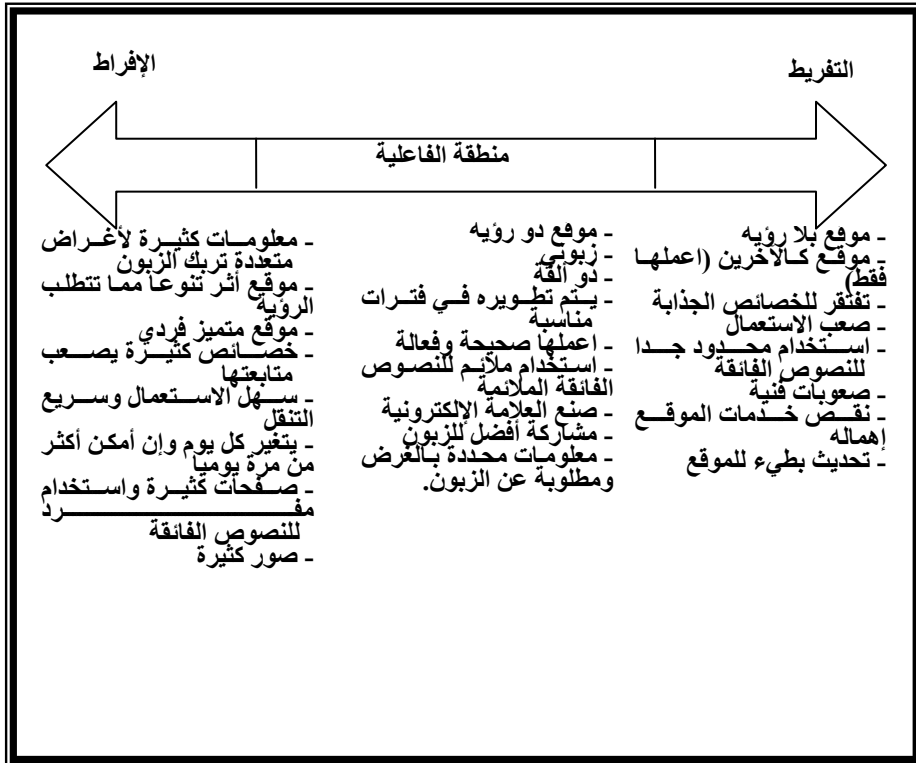 التفريط
الإفراط
منطقة الفاعلية
- موقع بلا رؤيه
- موقع كالآخرين (اعملها
فقط)
- تفتقر للخصائص الجذابة
- صعب الاستعمال
- استخدام محدود جدا
للنصوص الفائقة
- صعوبات فنية
- نقص خدمات الموقع
إهماله
- تحديث بطيء للموقع
- موقع دو رؤيه
- زبوني
- ذو ألفة
- يتم تطويره في فترات
مناسبة
- اعملها صحيحة وفعالة
- استخدام ملائم للنصوص
الفائقة الملائمة
- صنع العلامة الإلكترونية
- مشاركة أفضل للزبون
- معلومات محددة بالغرض
ومطلوبة عن الزبون.
- معلومات كثيرة لأغراض
متعددة تربك الزبون
- موقع أثر تنوعا مما تتطلب
الرؤية
- موقع متميز فردي
- خصائص كثيرة يصعب
متابعتها
- سهل الاستعمال وسريع
التنقل
- يتغير كل يوم وإن أمكن أكثر
من مرة يوميا
- صفحات كثيرة واستخدام
مفرد
للنصوص الفائقة
- صور كثيرة